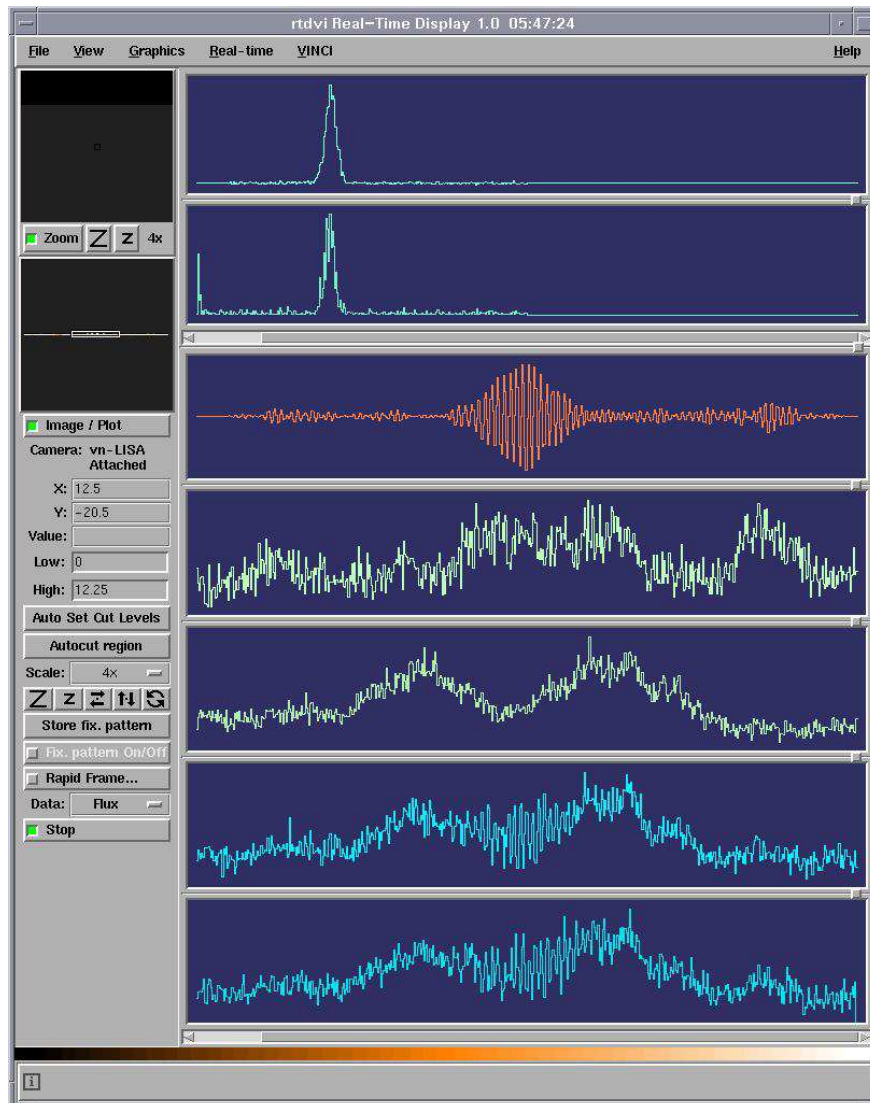 rtdvi Real-Time Display 1.0 05:47:24
File View Graphics Real-time VINCI Help
Zoom Z z 4x
Image / Plot
Camera: vn-LISA
Attached
X: 12.5
Y: -20.5
Value:
Low: 0
High: 12.25
Auto Set Cut Levels
Autocut region
Scale: 4x
Z z
Store fix. pattern
Fix. pattern On/Off
Rapid Frame...
Data: Flux
Stop
i